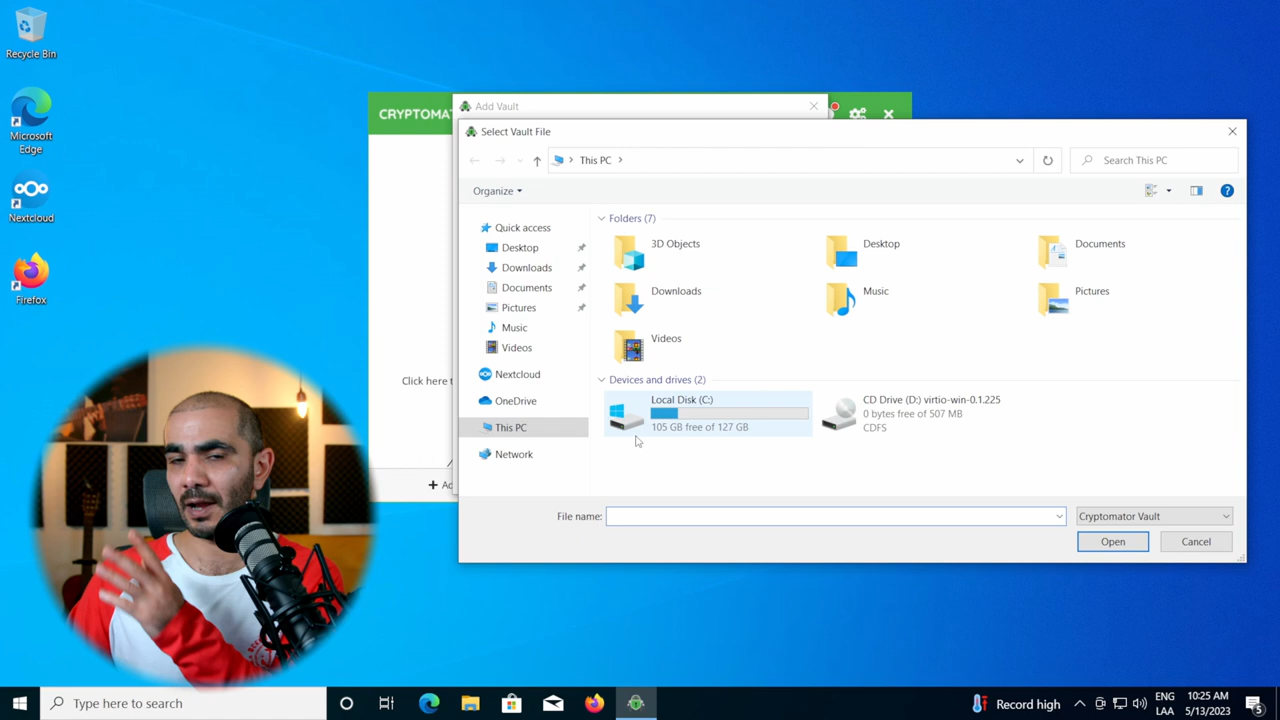 Recycle Bin
Microsoft
Edge
Nextcloud
Firefox
CRYPTOMAT
Click here t
Ad
Add Vault
Select Vault File
This PC
Search This PC
Organize
Quick access
Desktop
Downloads
Documents
Pictures
Music
Videos
Nextcloud
OneDrive
This PC
Network
Folders (7)
3D Objects
Desktop
Documents
Downloads
Music
Pictures
Videos
Devices and drives (2)
Local Disk (C:)
105 GB free of 127 GB
CD Drive (D:) virtio-win-0.1.225
0 bytes free of 507 MB
CDFS
File name:
Cryptomator Vault
Open
Cancel
Type here to search
Record high
ENG
LAA
10:25 AM
5/13/2023
5